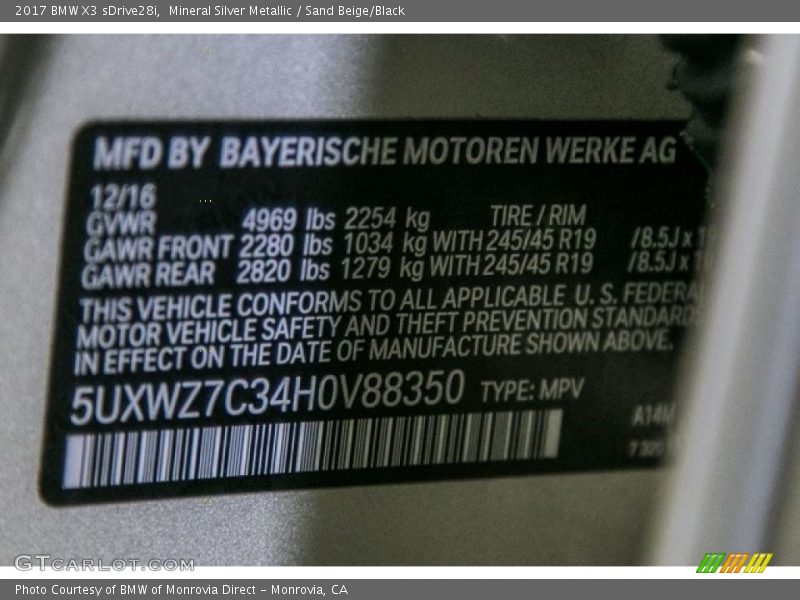 2017 BMW X3 sDrive28i,  Mineral Silver Metallic / Sand Beige/Black
MFD BY BAYERISCHE MOTOREN WERKE AG
12/16
GVWR 4969 lbs 2254 kg TIRE / RIM
GAWR FRONT 2280 lbs 1034 kg WITH 245/45 R19 /8.5J x
GAWR REAR 2820 lbs 1279 kg WITH 245/45 R19 /8.5J x
THIS VEHICLE CONFORMS TO ALL APPLICABLE U. S. FEDERA
MOTOR VEHICLE SAFETY AND THEFT PREVENTION STANDARD
IN EFFECT ON THE DATE OF MANUFACTURE SHOWN ABOVE.
5UXWZ7C34H0V88350 TYPE: MPV
GTCARLOT.COM
Photo Courtesy of BMW of Monrovia Direct - Monrovia, CA